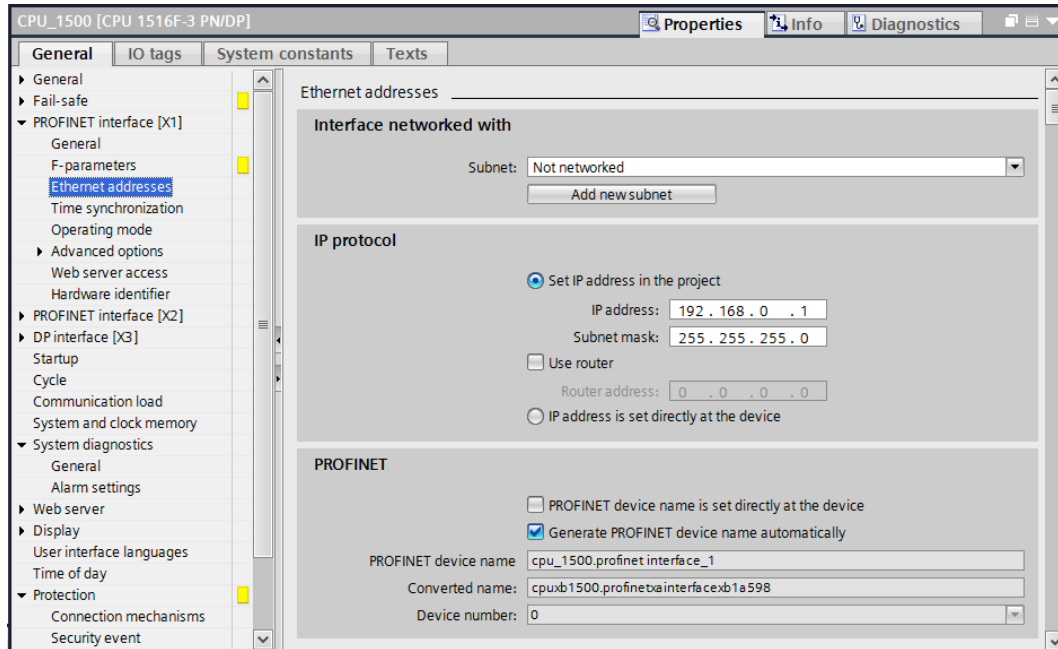 CPU_1500 [CPU 1516F-3 PN/DP]
Properties
Info
Diagnostics
General
IO tags
System constants
Texts
General
Fail-safe
PROFINET interface [X1]
General
F-parameters
Ethernet addresses
Time synchronization
Operating mode
Advanced options
Web server access
Hardware identifier
PROFINET interface [X2]
DP interface [X3]
Startup
Cycle
Communication load
System and clock memory
System diagnostics
General
Alarm settings
Web server
Display
User interface languages
Time of day
Protection
Connection mechanisms
Security event
Ethernet addresses
Interface networked with
Subnet: Not networked
Add new subnet
IP protocol
Set IP address in the project
IP address: 192 . 168 . 0 . 1
Subnet mask: 255 . 255 . 255 . 0
Use router
Router address: 0 . 0 . 0 . 0
IP address is set directly at the device
PROFINET
PROFINET device name is set directly at the device
Generate PROFINET device name automatically
PROFINET device name cpu_1500.profinet interface_1
Converted name: cpuxb1500.profinetxainterfacexb1a598
Device number: 0